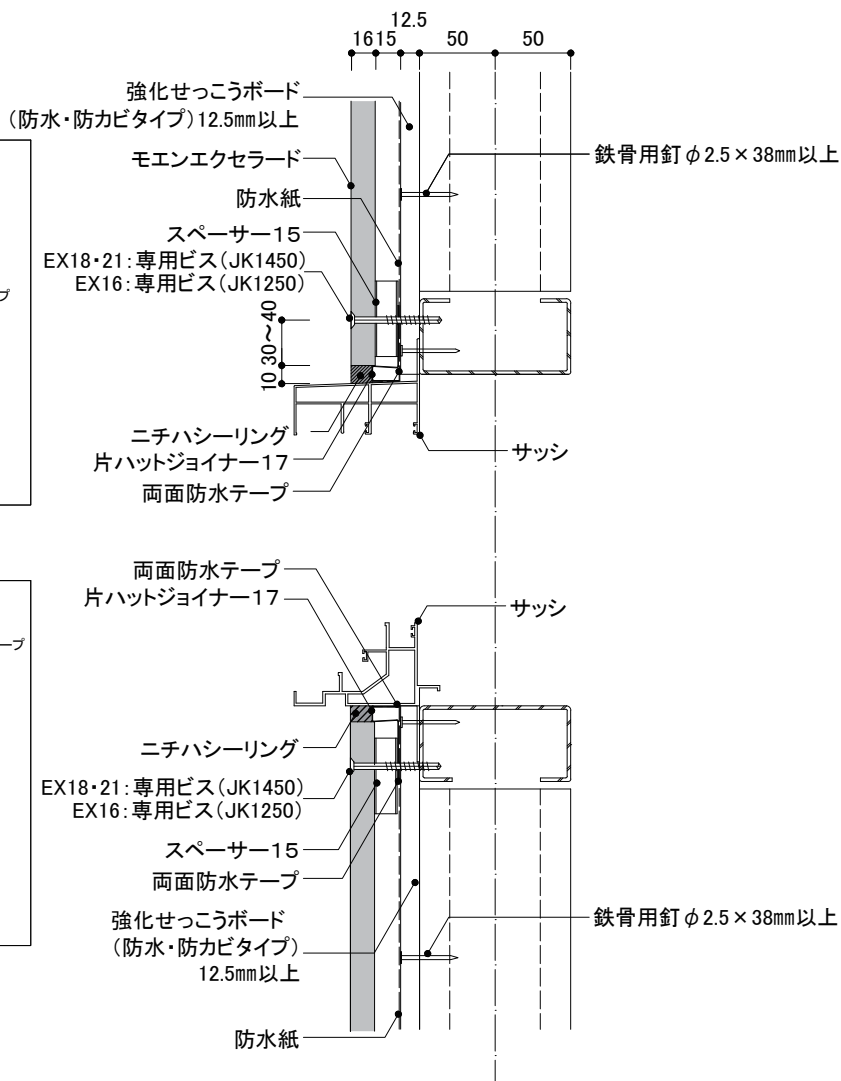 12.5
16 15 50 50
強化せっこうボード
（防水・防カビタイプ）12.5mm以上
モエンエクセラード
鉄骨用釘φ2.5×38mm以上
防水紙
スペーサー１５
EX18・21：専用ビス（JK1450）
EX16：専用ビス（JK1250）
プ
10 30～40
ニチハシーリング
サッシ
片ハットジョイナー１７
両面防水テープ
両面防水テープ
片ハットジョイナー１７
サッシ
ープ
ニチハシーリング
EX18・21：専用ビス（JK1450）
EX16：専用ビス（JK1250）
スペーサー１５
両面防水テープ
強化せっこうボード
（防水・防カビタイプ）
12.5mm以上
鉄骨用釘φ2.5×38mm以上
防水紙